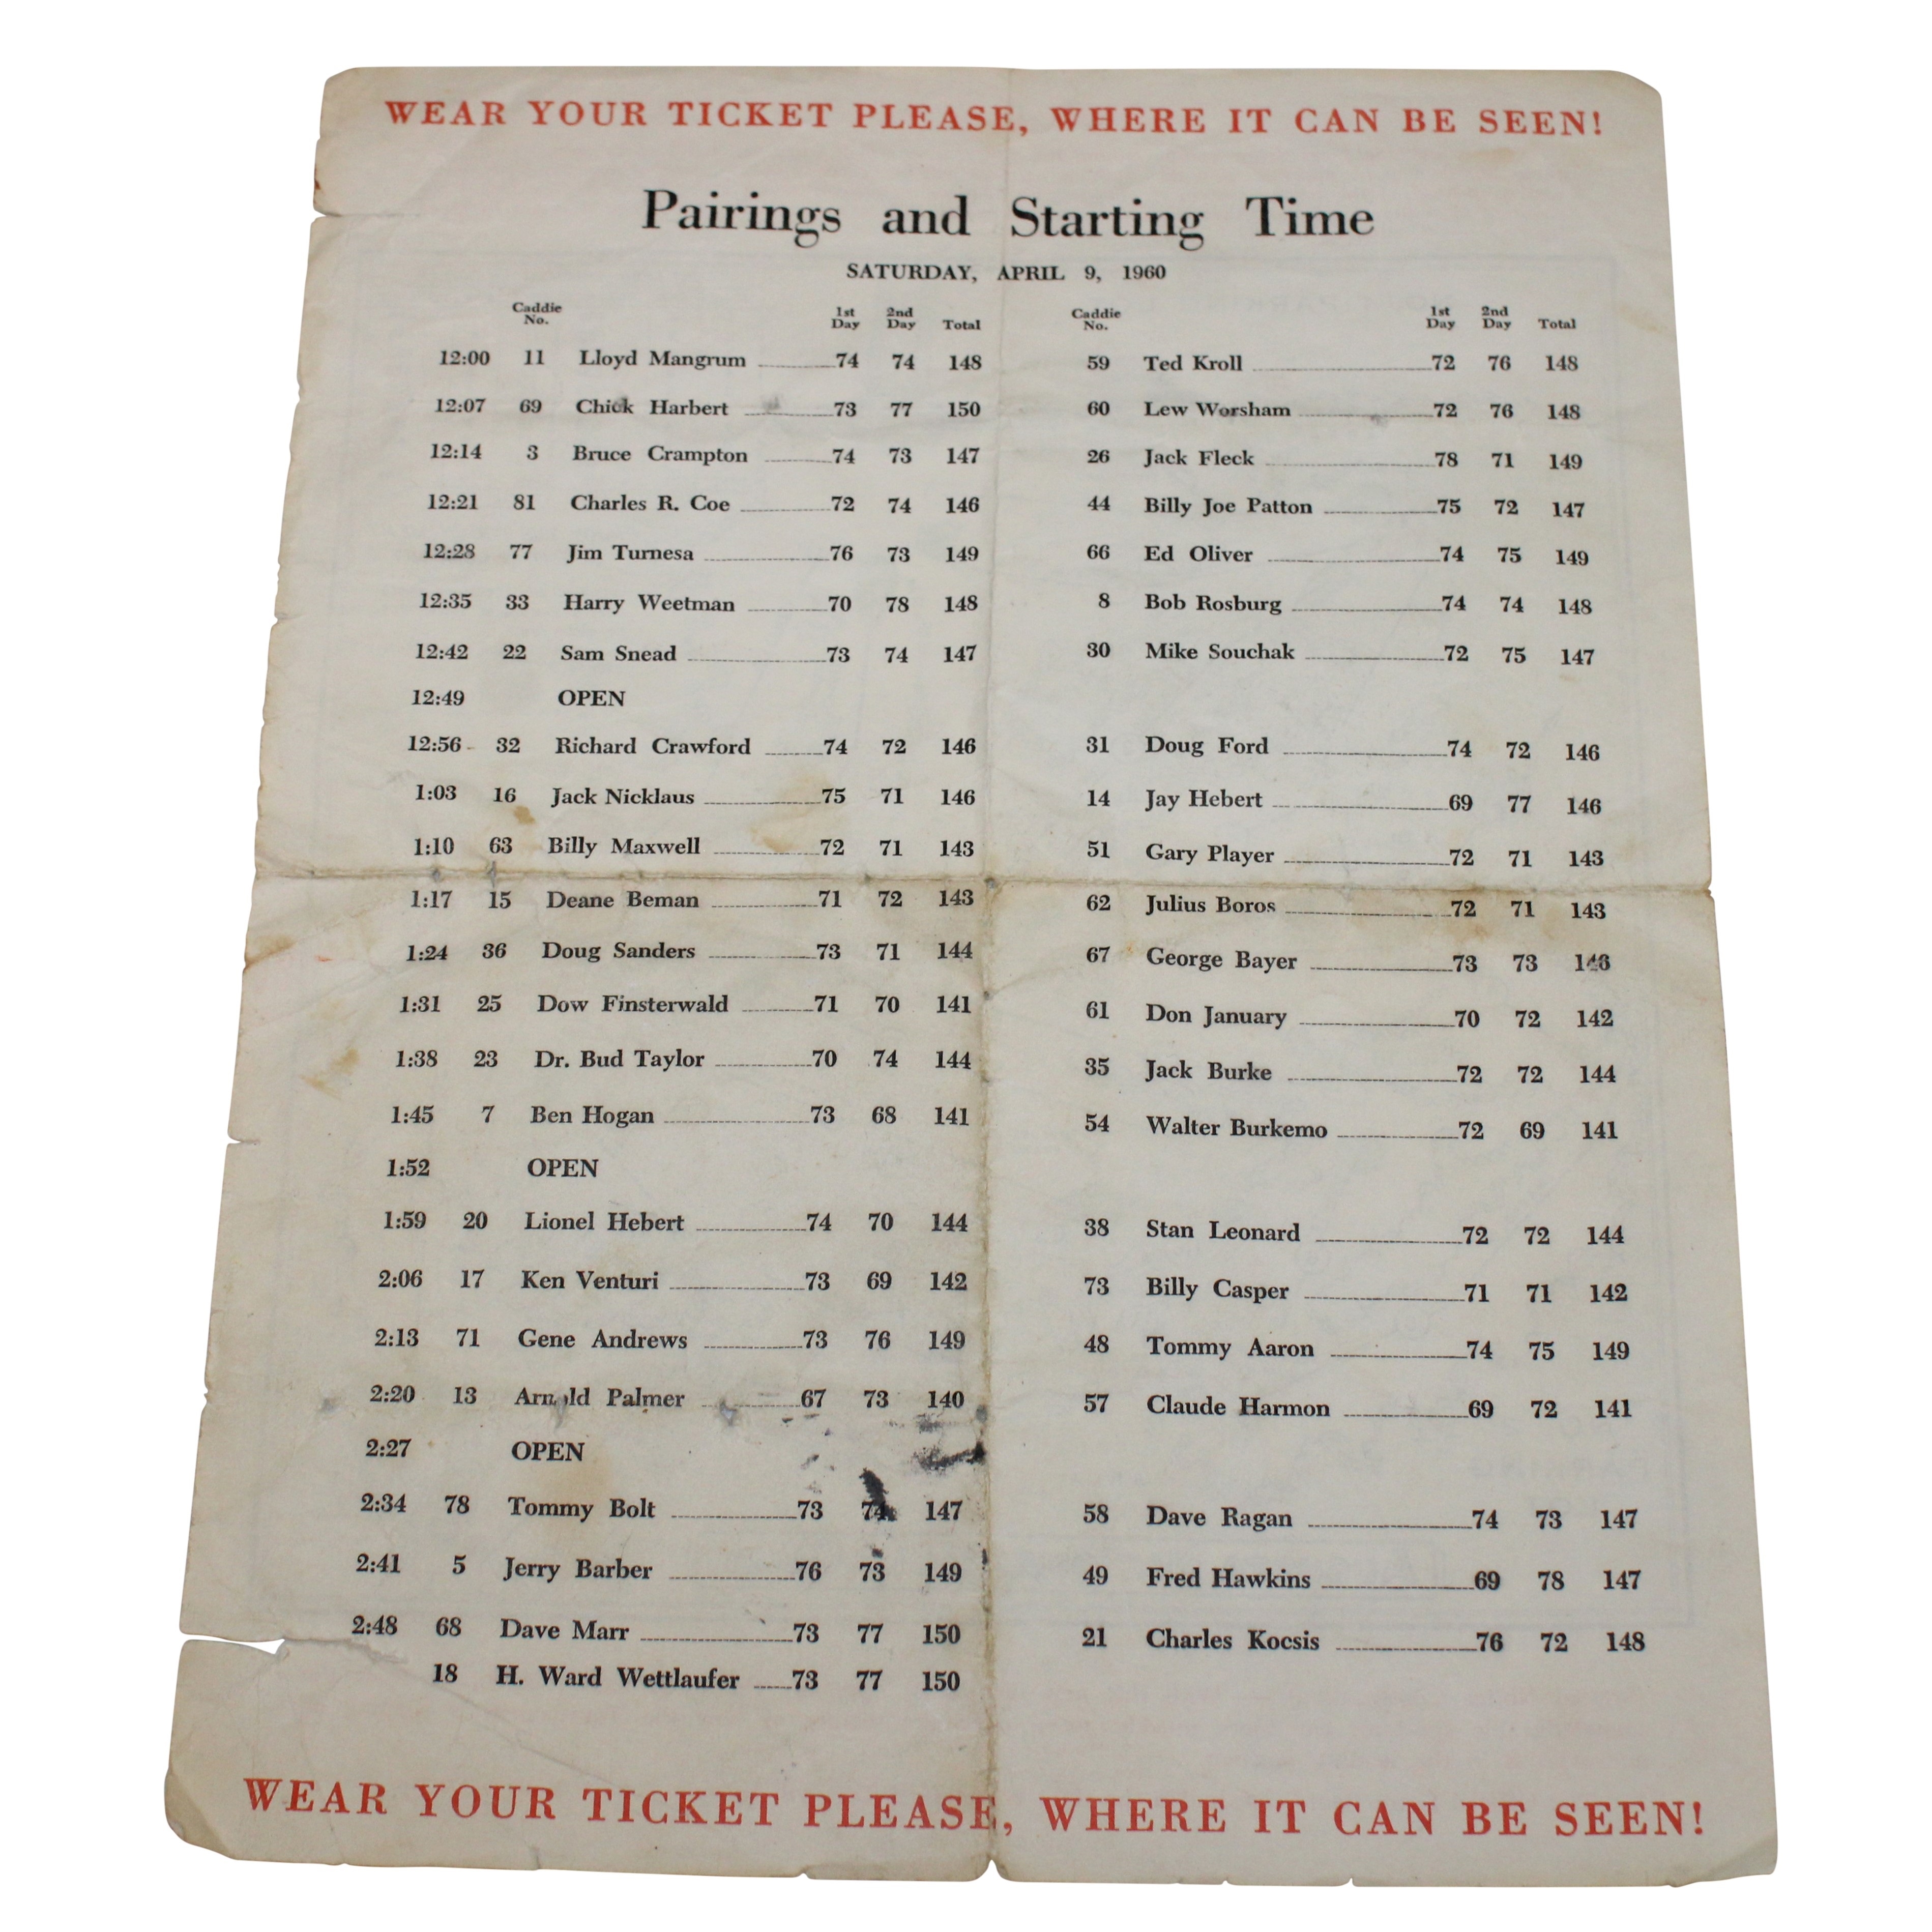 WEAR YOUR TICKET PLEASE, WHERE IT CAN BE SEEN!
Pairings and Starting Time
SATURDAY, APRIL 9, 1960
Caddie No. 1st Day 2nd Day Total Caddie No. 1st Day 2nd Day Total
12:00 11 Lloyd Mangrum 74 74 148 59 Ted Kroll 72 76 148
12:07 69 Chick Harbert 73 77 150 60 Lew Worsham 72 76 148
12:14 3 Bruce Crampton 74 73 147 26 Jack Fleck 78 71 149
12:21 81 Charles R. Coe 72 74 146 44 Billy Joe Patton 75 72 147
12:28 77 Jim Turnesa 76 73 149 66 Ed Oliver 74 75 149
12:35 33 Harry Weetman 70 78 148 8 Bob Rosburg 74 74 148
12:42 22 Sam Snead 73 74 147 30 Mike Souchak 72 75 147
12:49 OPEN
12:56 32 Richard Crawford 74 72 146 31 Doug Ford 74 72 146
1:03 16 Jack Nicklaus 75 71 146 14 Jay Hebert 69 77 146
1:10 63 Billy Maxwell 72 71 143 51 Gary Player 72 71 143
1:17 15 Deane Beman 71 72 143 62 Julius Boros 72 71 143
1:24 36 Doug Sanders 73 71 144 67 George Bayer 73 73 146
1:31 25 Dow Finsterwald 71 70 141 61 Don January 70 72 142
1:38 23 Dr. Bud Taylor 70 74 144 35 Jack Burke 72 72 144
1:45 7 Ben Hogan 73 68 141 54 Walter Burkemo 72 69 141
1:52 OPEN
1:59 20 Lionel Hebert 74 70 144 38 Stan Leonard 72 72 144
2:06 17 Ken Venturi 73 69 142 73 Billy Casper 71 71 142
2:13 71 Gene Andrews 73 76 149 48 Tommy Aaron 74 75 149
2:20 13 Arnold Palmer 67 73 140 57 Claude Harmon 69 72 141
2:27 OPEN
2:34 78 Tommy Bolt 73 74 147 58 Dave Ragan 74 73 147
2:41 5 Jerry Barber 76 73 149 49 Fred Hawkins 69 78 147
2:48 68 Dave Marr 73 77 150 21 Charles Kocsis 76 72 148
18 H. Ward Wettlaufer 73 77 150
WEAR YOUR TICKET PLEASE, WHERE IT CAN BE SEEN!